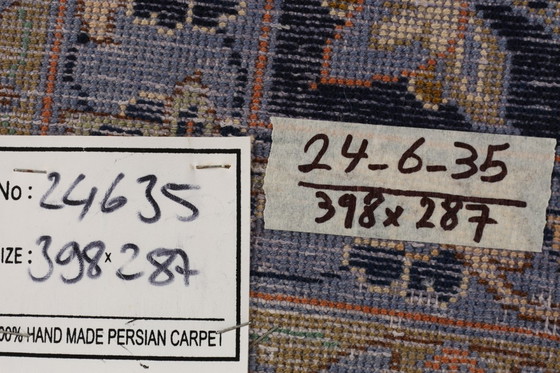 No: 24635
IZE: 398x287
00% HAND MADE PERSIAN CARPET
24-6-35
398x287